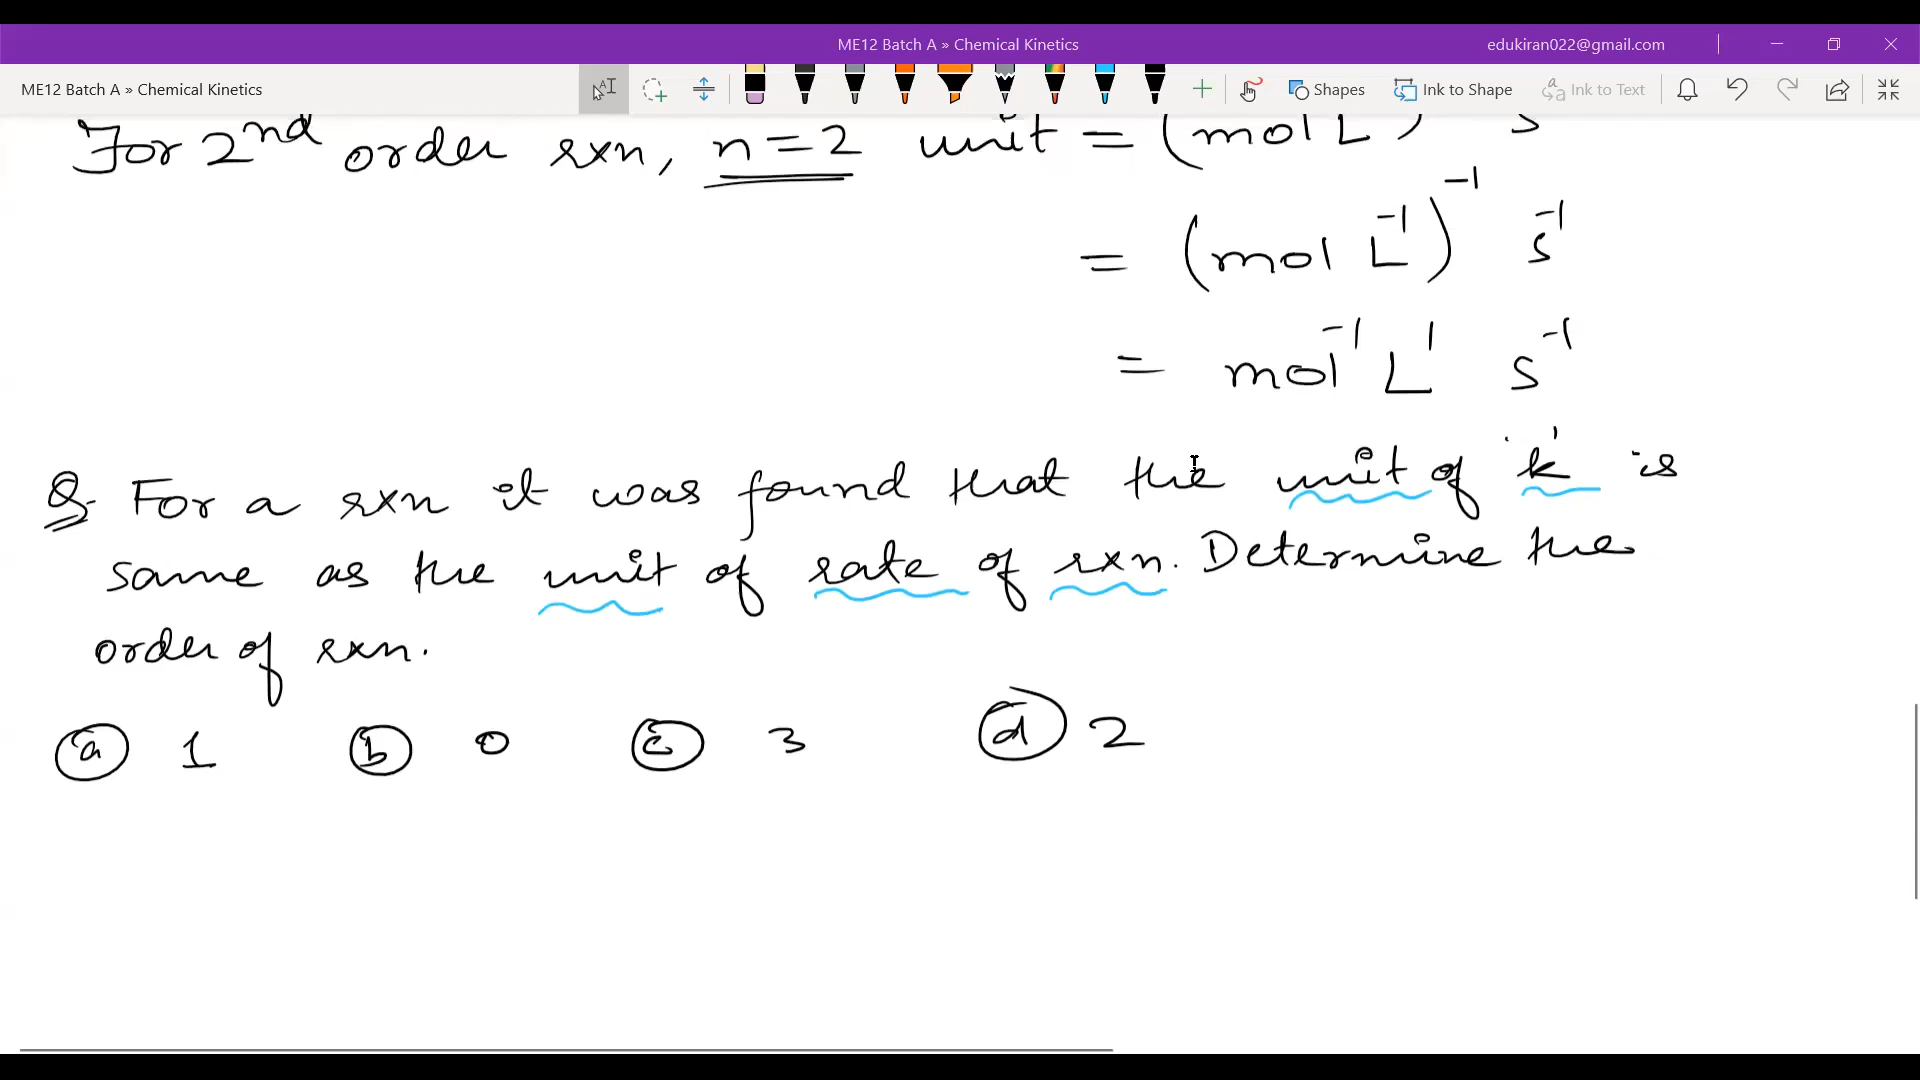 ME12 Batch A » Chemical Kinetics
edukiran022@gmail.com
ME12 Batch A » Chemical Kinetics
Shapes
Ink to Shape
Ink to Text
For 2nd order rxn, n=2 unit = (mol L ) s
= (mol L⁻¹)⁻¹ s⁻¹
= mol⁻¹ L¹ s⁻¹
Q. For a rxn it was found that the unit of 'k' is
same as the unit of rate of rxn. Determine the
order of rxn.
(a) 1 (b) 0 (c) 3 (d) 2